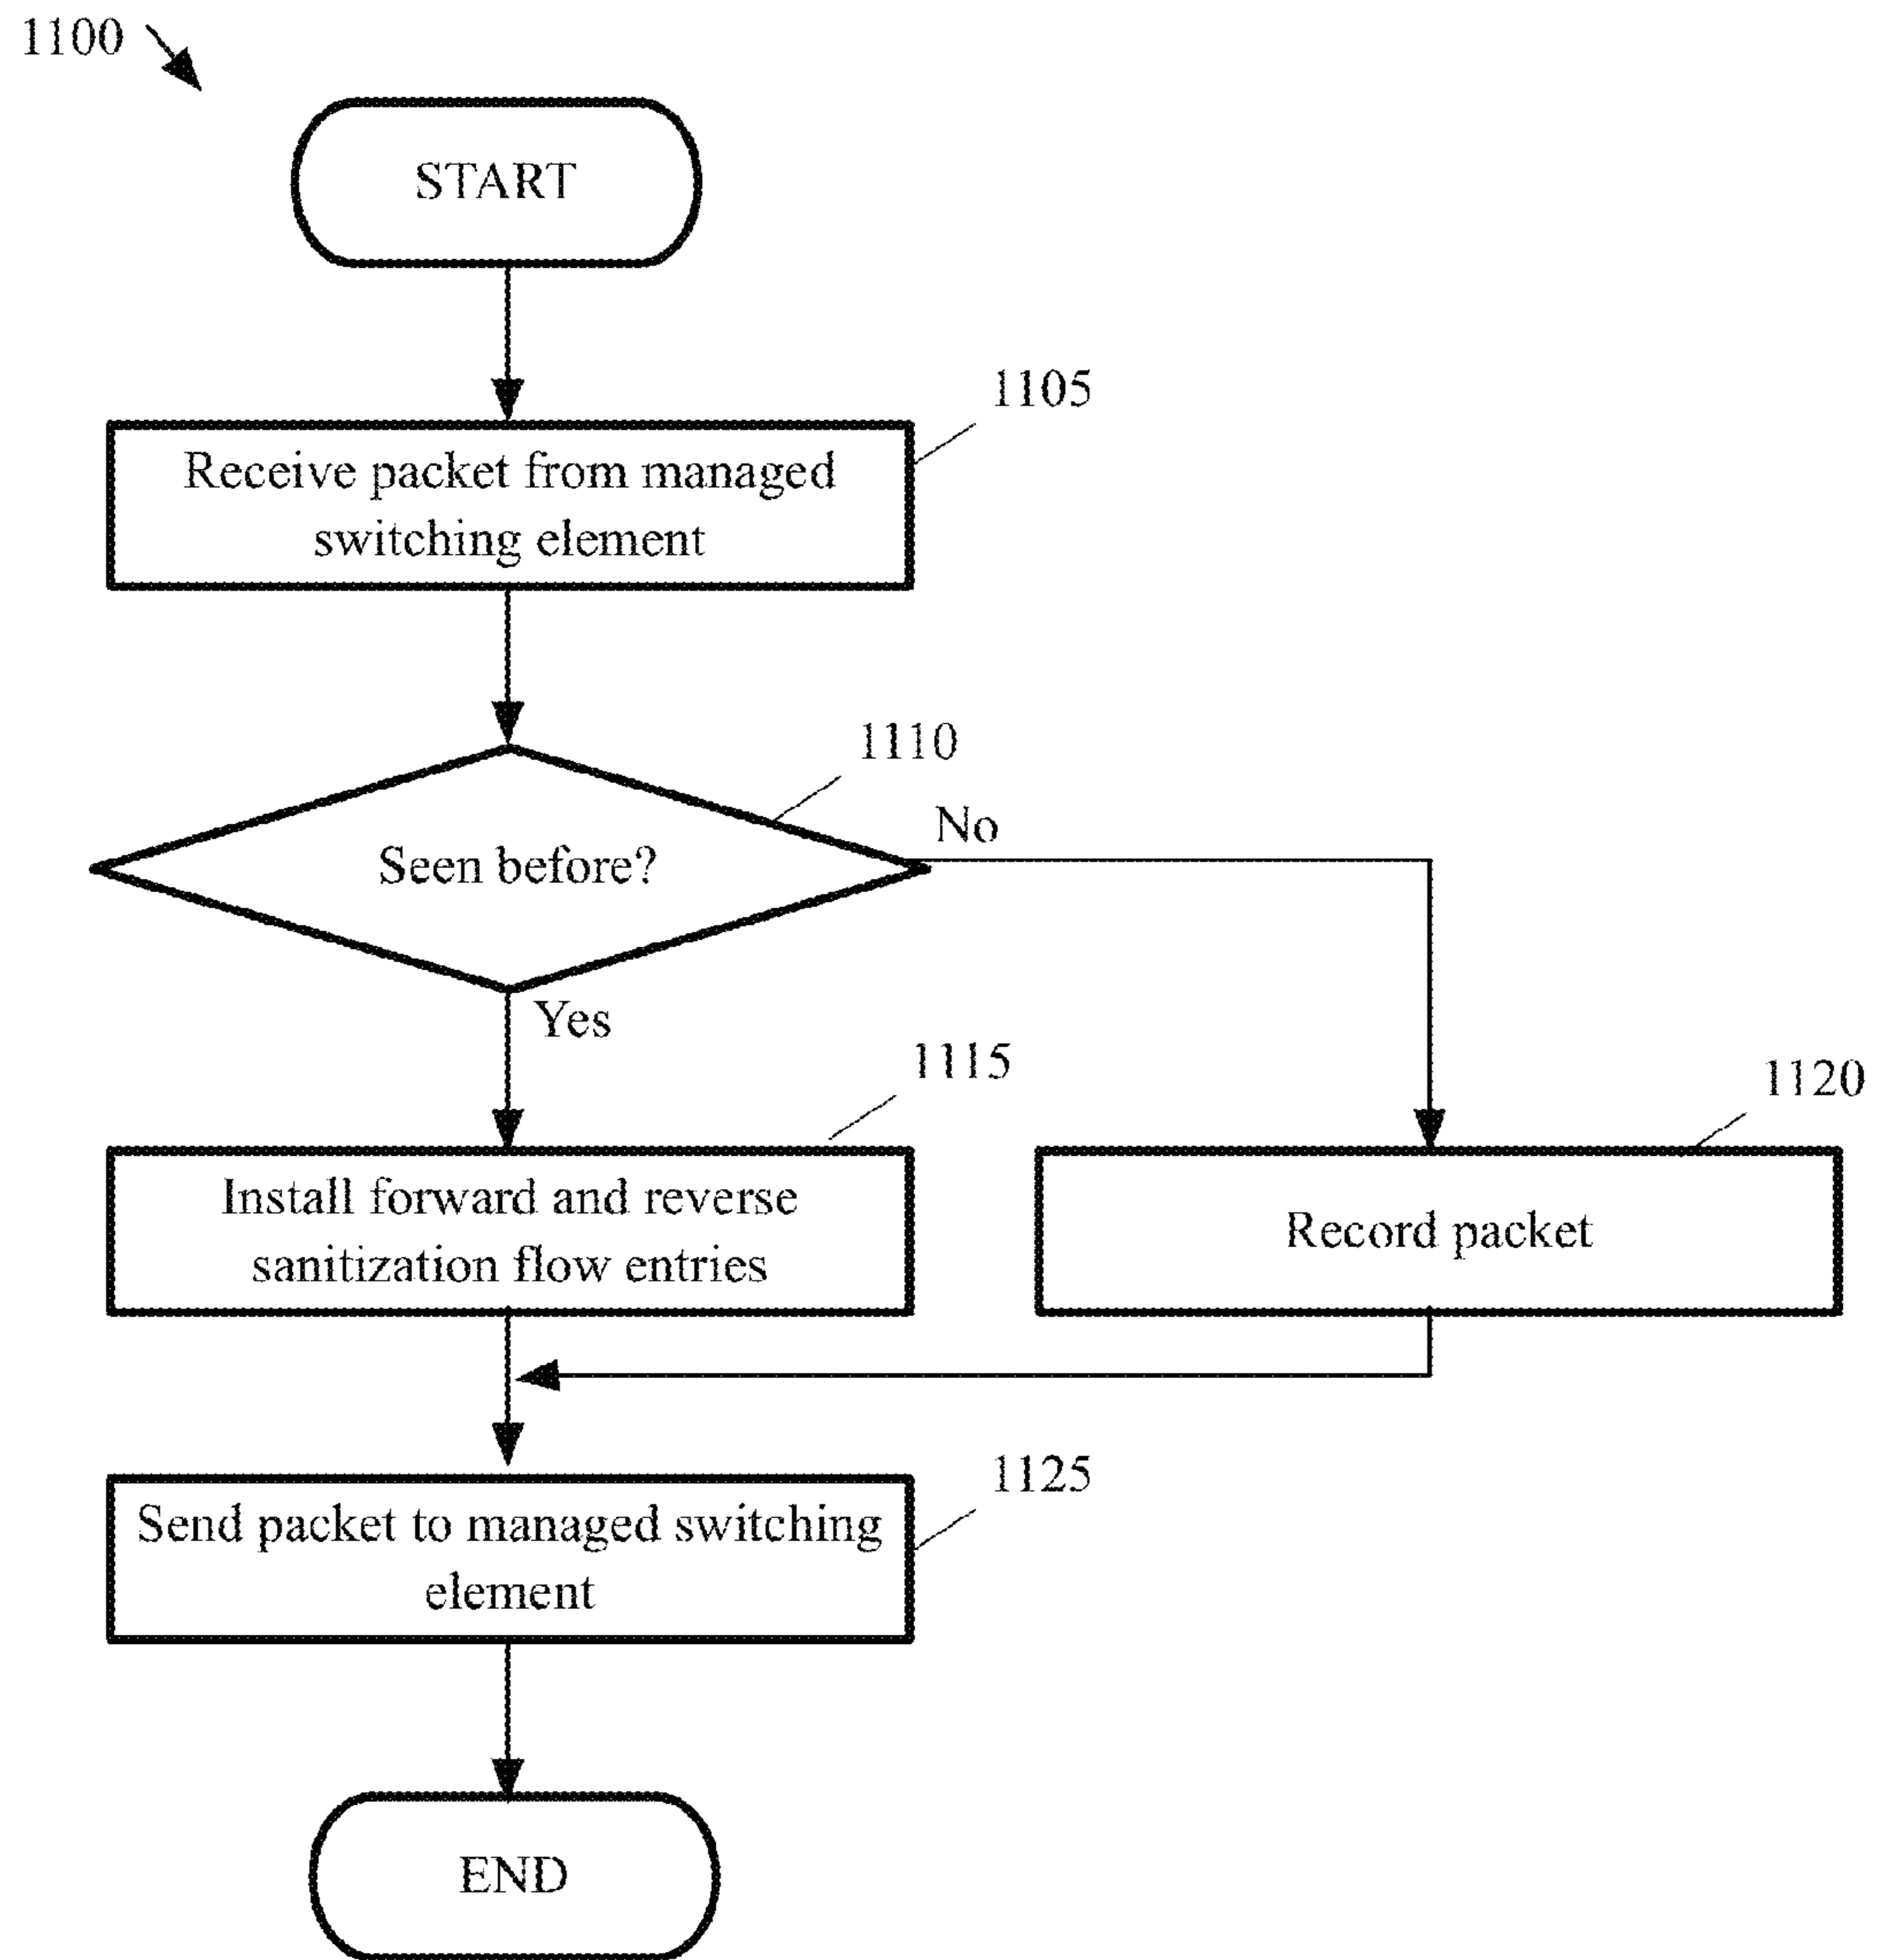 1100
START
1105
Receive packet from managed
switching element
1110
No
Seen before?
Yes
1115
1120
Install forward and reverse
sanitization flow entries
Record packet
1125
Send packet to managed switching
element
END